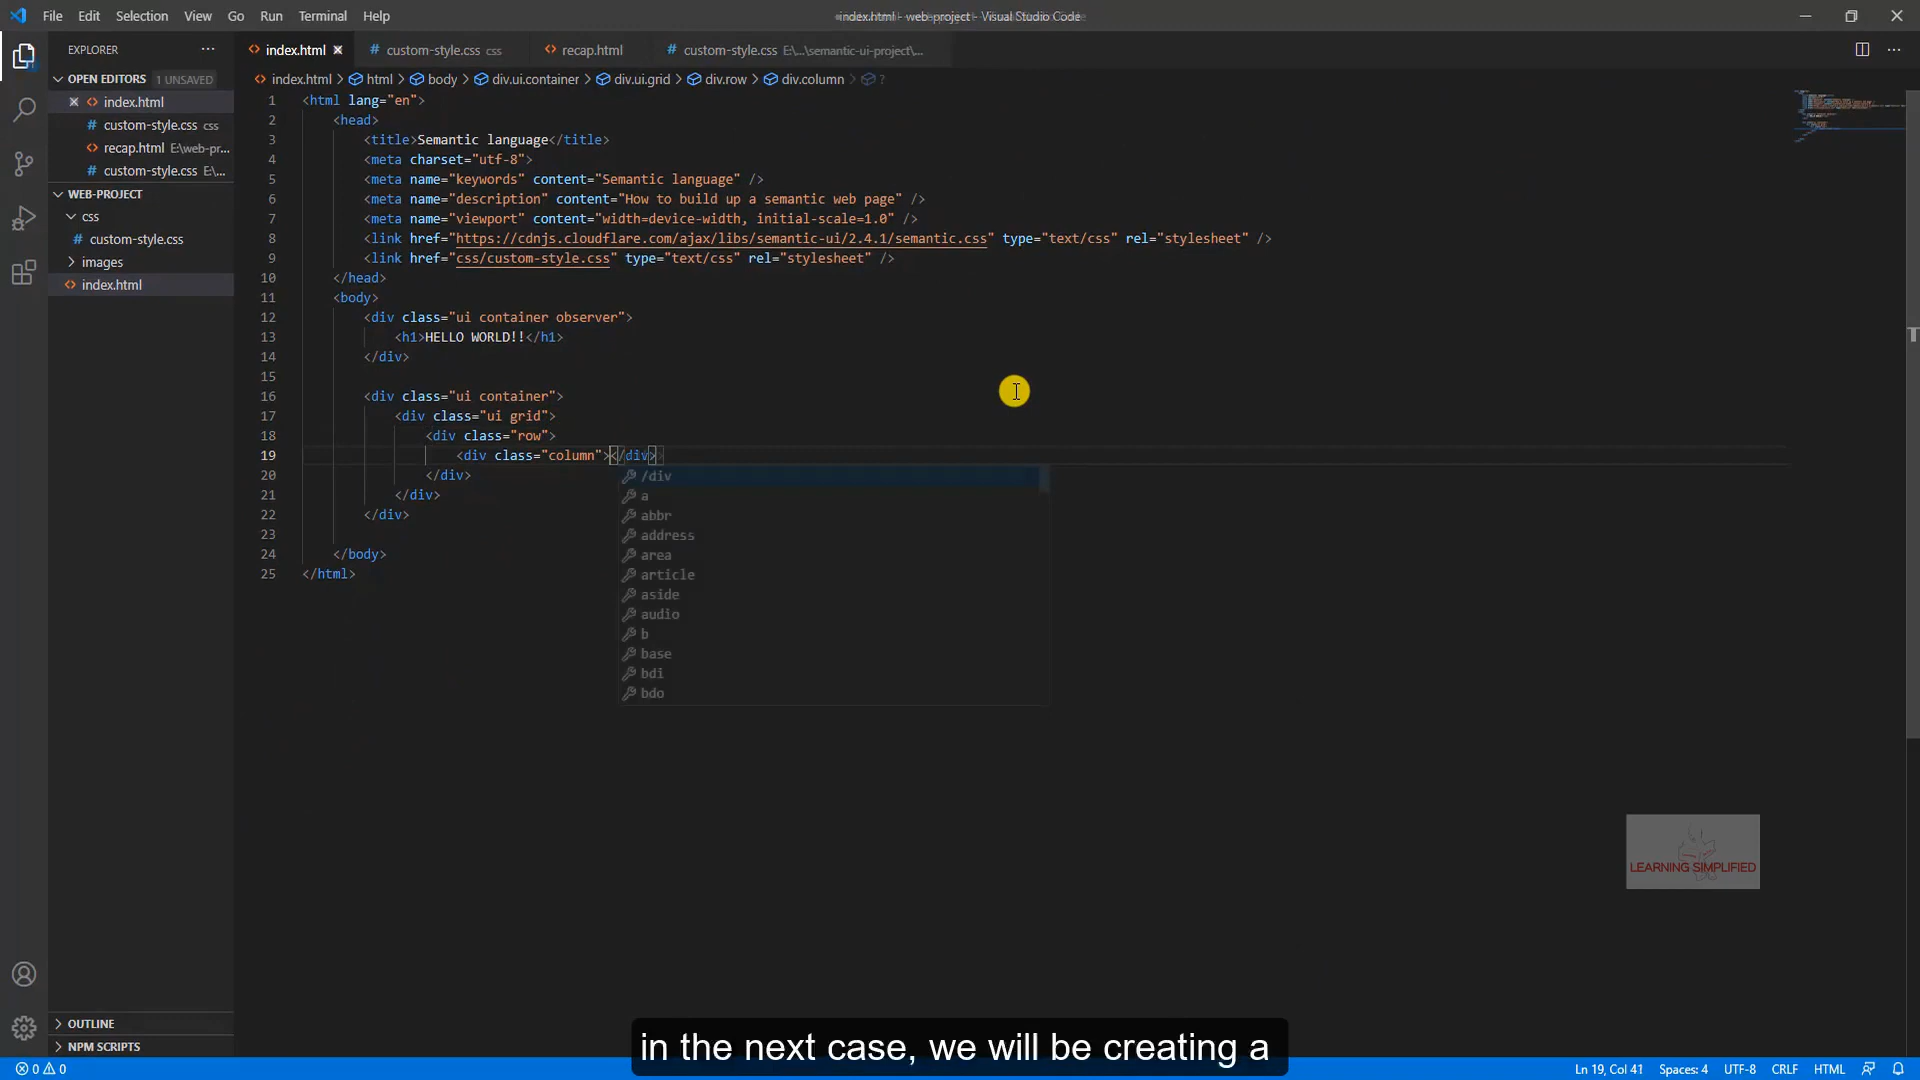 File Edit Selection View Go Run Terminal Help
index.html - web-project - Visual Studio Code
EXPLORER
index.html
custom-style.css css
recap.html
custom-style.css E:\...\semantic-ui-project\...
OPEN EDITORS 1 UNSAVED
index.html > html > body > div.ui.container > div.ui.grid > div.row > div.column > ?
index.html
custom-style.css css
recap.html E:\web-pr...
custom-style.css E:\...
WEB-PROJECT
css
custom-style.css
images
index.html
1 <html lang="en">
2 <head>
3 <title>Semantic language</title>
4 <meta charset="utf-8">
5 <meta name="keywords" content="Semantic language" />
6 <meta name="description" content="How to build up a semantic web page" />
7 <meta name="viewport" content="width=device-width, initial-scale=1.0" />
8 <link href="https://cdnjs.cloudflare.com/ajax/libs/semantic-ui/2.4.1/semantic.css" type="text/css" rel="stylesheet" />
9 <link href="css/custom-style.css" type="text/css" rel="stylesheet" />
10 </head>
11 <body>
12 <div class="ui container observer">
13 <h1>HELLO WORLD!!</h1>
14 </div>
15
16 <div class="ui container">
17 <div class="ui grid">
18 <div class="row">
19 <div class="column"></div>
20 </div>
21 </div>
22 </div>
23
24 </body>
25 </html>
/div
a
abbr
address
area
article
aside
audio
b
base
bdi
bdo
LEARNING SIMPLIFIED
OUTLINE
NPM SCRIPTS
in the next case, we will be creating a
0 0
Ln 19, Col 41 Spaces: 4 UTF-8 CRLF HTML